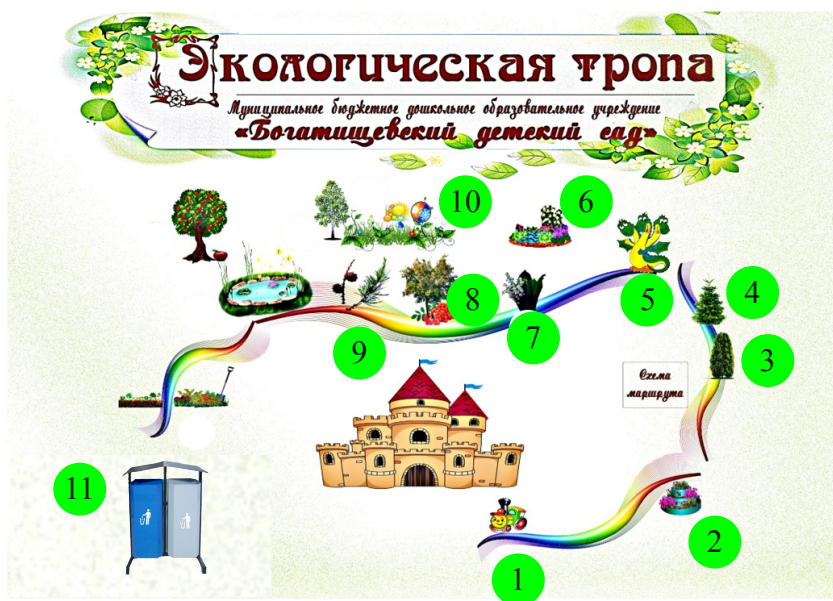 Экологическая тропа
Муниципальное бюджетное дошкольное образовательное учреждение
«Богатищевский детский сад»
10
6
4
5
8
7
3
9
Схема
маршрута
11
2
1